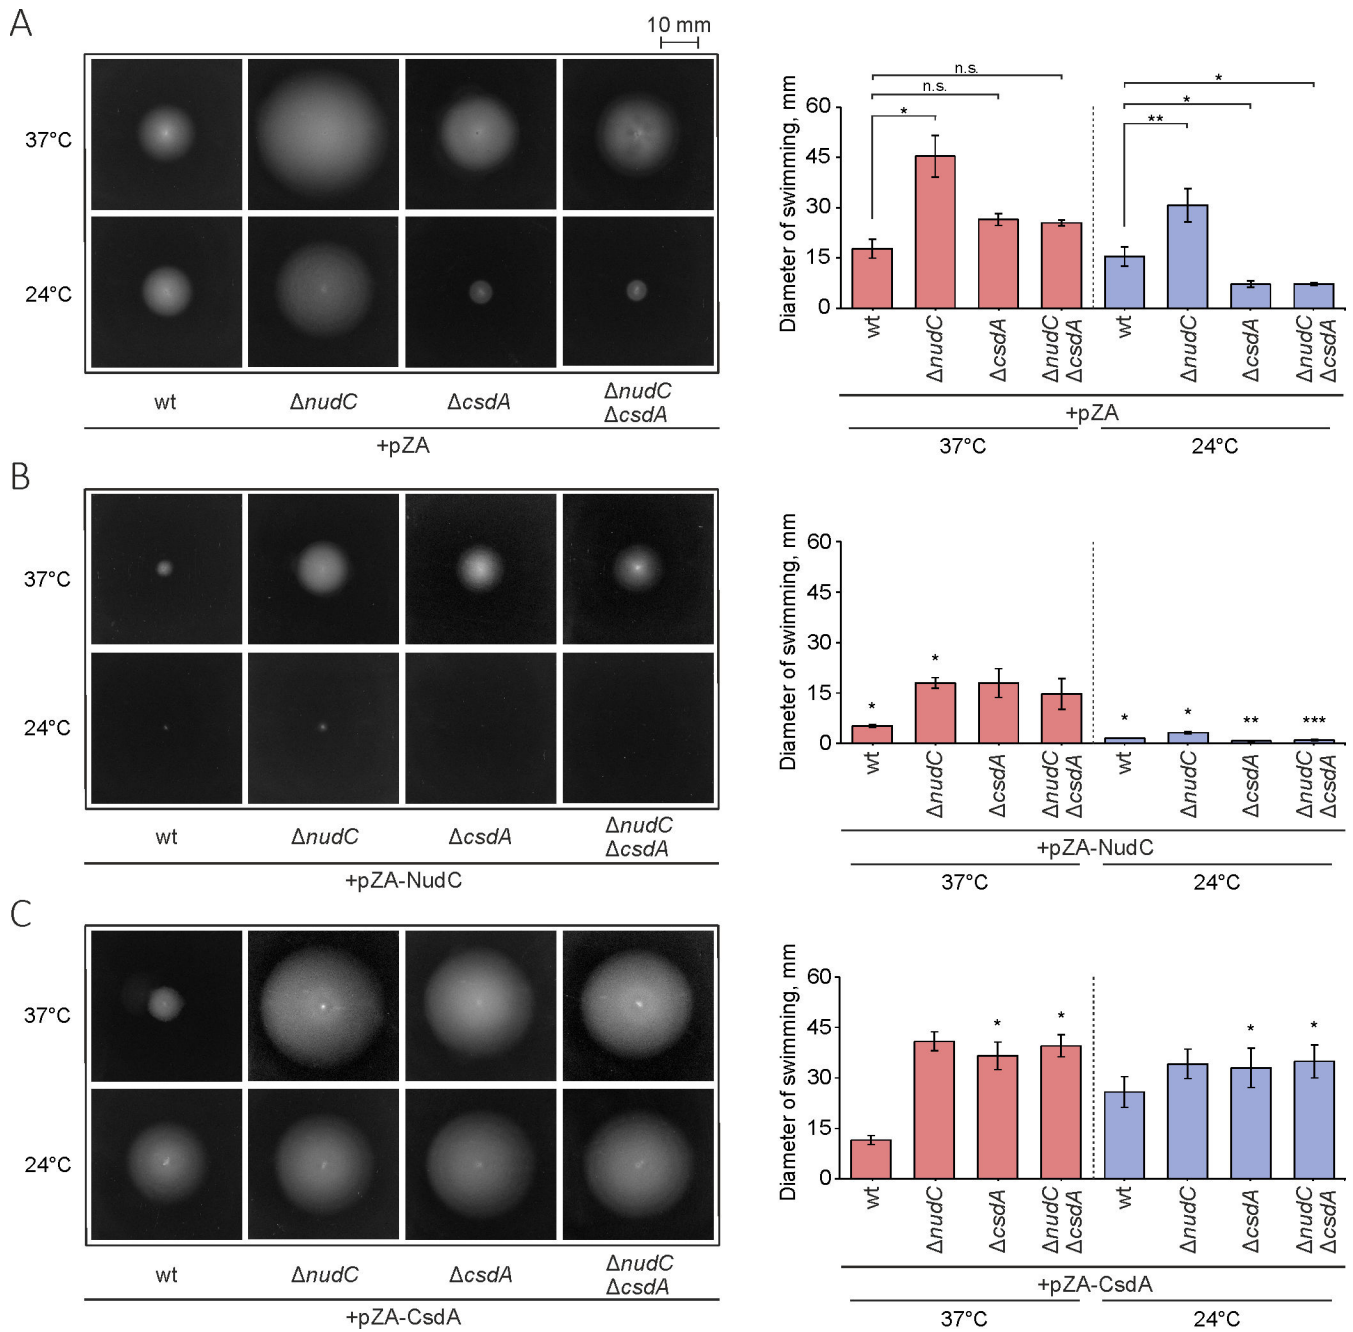 A
10 mm
37°C
24°C
wt
ΔnudC
ΔcsdA
ΔnudC
ΔcsdA
+pZA
Diameter of swimming, mm
60
45
30
15
0
n.s.
n.s.
*
*
*
**
wt
ΔnudC
ΔcsdA
ΔnudC
ΔcsdA
wt
ΔnudC
ΔcsdA
ΔnudC
ΔcsdA
+pZA
37°C
24°C
B
37°C
24°C
wt
ΔnudC
ΔcsdA
ΔnudC
ΔcsdA
+pZA-NudC
Diameter of swimming, mm
60
45
30
15
0
*
*
*
*
**
***
wt
ΔnudC
ΔcsdA
ΔnudC
ΔcsdA
wt
ΔnudC
ΔcsdA
ΔnudC
ΔcsdA
+pZA-NudC
37°C
24°C
C
37°C
24°C
wt
ΔnudC
ΔcsdA
ΔnudC
ΔcsdA
+pZA-CsdA
Diameter of swimming, mm
60
45
30
15
0
*
*
*
*
wt
ΔnudC
ΔcsdA
ΔnudC
ΔcsdA
wt
ΔnudC
ΔcsdA
ΔnudC
ΔcsdA
+pZA-CsdA
37°C
24°C